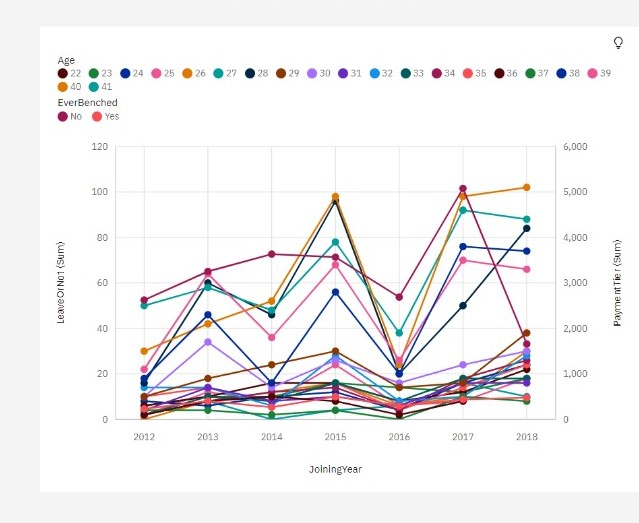 Age
22 23 24 25 26 27 28 29 30 31 32 33 34 35 36 37 38 39
40 41
EverBenched
No Yes
120 6,000
100 5,000
80 4,000
60 3,000
40 2,000
20 1,000
0 0
LeaveOrNot (Sum)
PaymentTier (Sum)
2012 2013 2014 2015 2016 2017 2018
JoiningYear